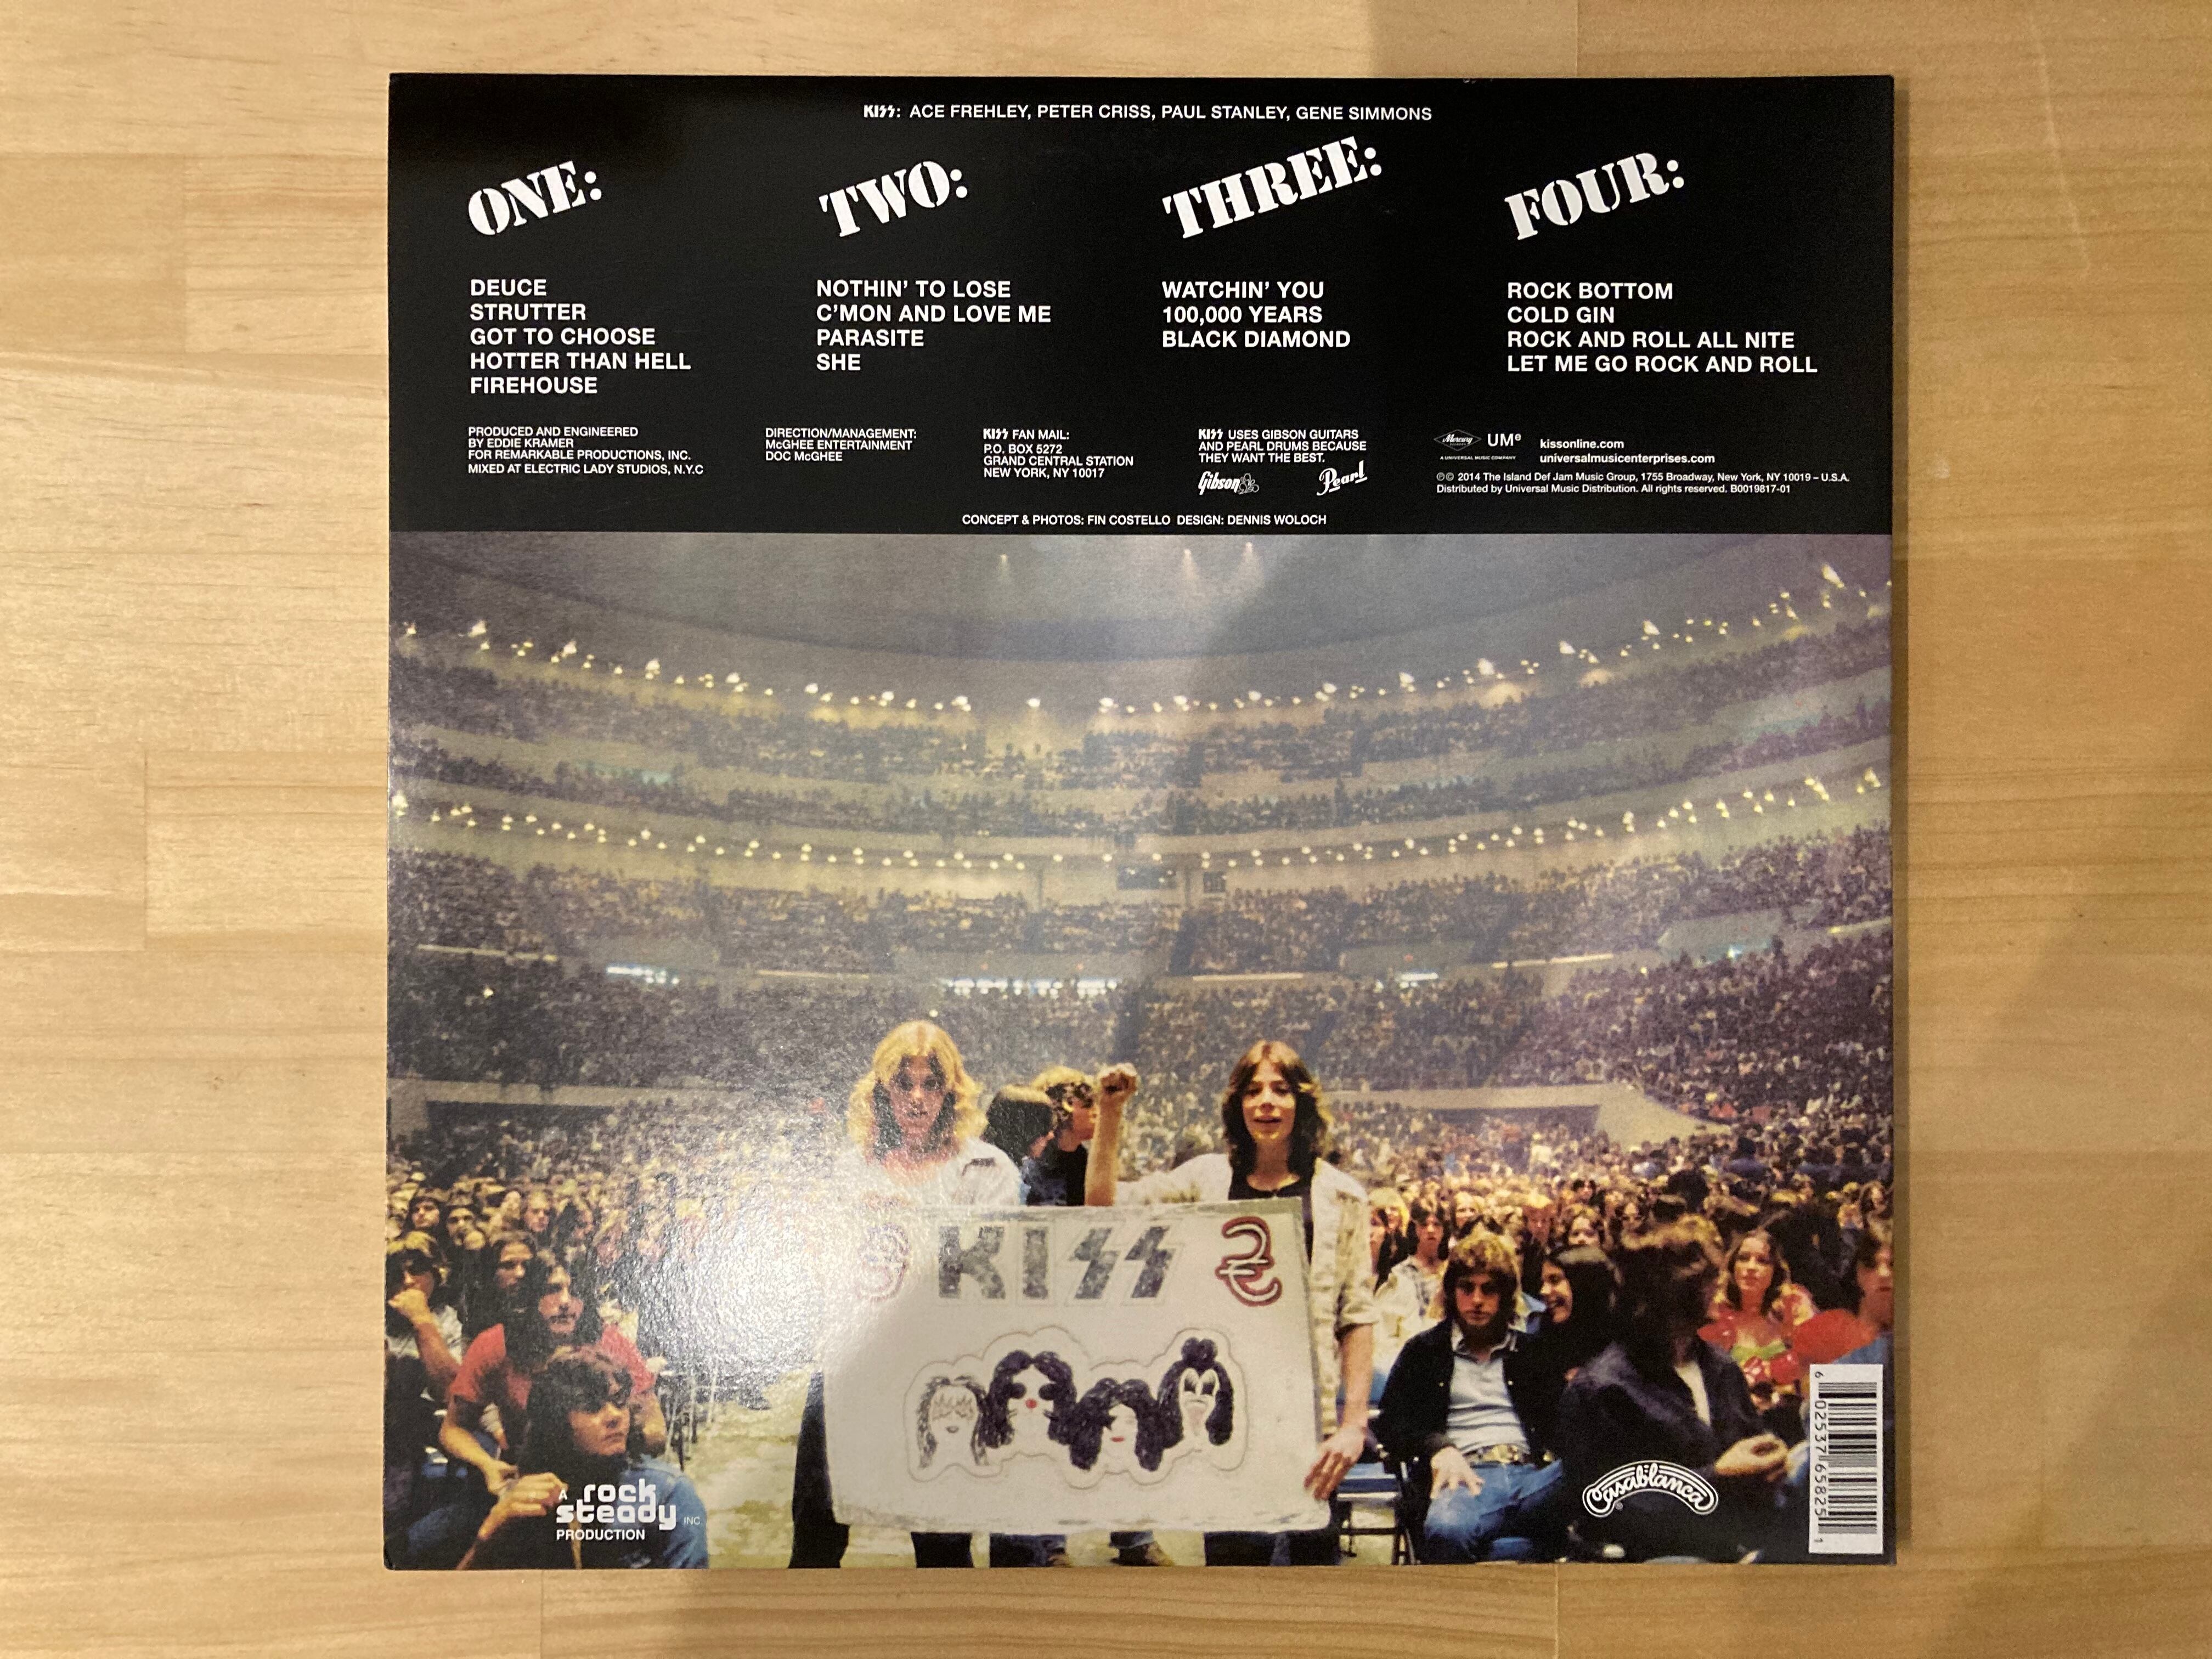 KISS: ACE FREHLEY, PETER CRISS, PAUL STANLEY, GENE SIMMONS
ONE:
DEUCE
STRUTTER
GOT TO CHOOSE
HOTTER THAN HELL
FIREHOUSE
TWO:
NOTHIN' TO LOSE
C'MON AND LOVE ME
PARASITE
SHE
THREE:
WATCHIN' YOU
100,000 YEARS
BLACK DIAMOND
FOUR:
ROCK BOTTOM
COLD GIN
ROCK AND ROLL ALL NITE
LET ME GO ROCK AND ROLL
PRODUCED AND ENGINEERED
BY EDDIE KRAMER
FOR REMARKABLE PRODUCTIONS, INC.
MIXED AT ELECTRIC LADY STUDIOS, N.Y.C
DIRECTION/MANAGEMENT:
McGHEE ENTERTAINMENT
DOC McGHEE
KISS FAN MAIL:
P.O. BOX 5272
GRAND CENTRAL STATION
NEW YORK, NY 10017
KISS USES GIBSON GUITARS
AND PEARL DRUMS BECAUSE
THEY WANT THE BEST.
Gibson
Pearl
Mercury
A UNIVERSAL MUSIC COMPANY
UMe
kissonline.com
universalmusicenterprises.com
℗© 2014 The Island Def Jam Music Group, 1755 Broadway, New York, NY 10019 – U.S.A.
Distributed by Universal Music Distribution. All rights reserved. B0019817-01
CONCEPT & PHOTOS: FIN COSTELLO DESIGN: DENNIS WOLOCH
KISS
A rock
steady INC.
PRODUCTION
Casablanca
6 02537 65825 1